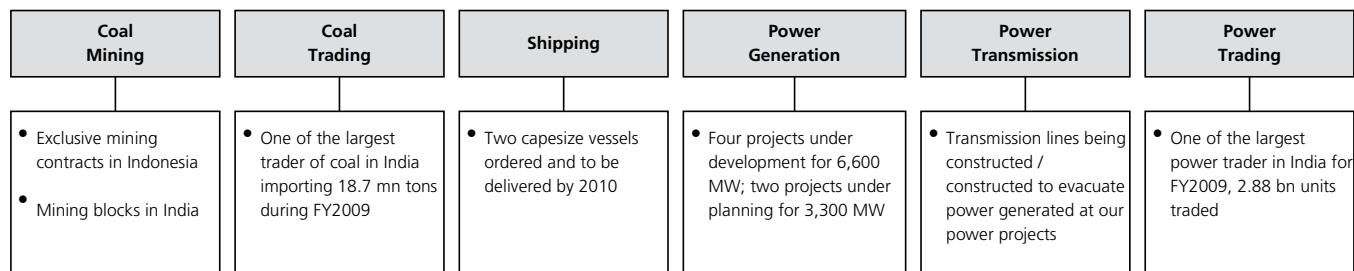 Coal
Mining
Coal
Trading
Shipping
Power
Generation
Power
Transmission
Power
Trading
• Exclusive mining
contracts in Indonesia
• Mining blocks in India
• One of the largest
trader of coal in India
importing 18.7 mn tons
during FY2009
• Two capesize vessels
ordered and to be
delivered by 2010
• Four projects under
development for 6,600
MW; two projects under
planning for 3,300 MW
• Transmission lines being
constructed /
constructed to evacuate
power generated at our
power projects
• One of the largest
power trader in India for
FY2009, 2.88 bn units
traded